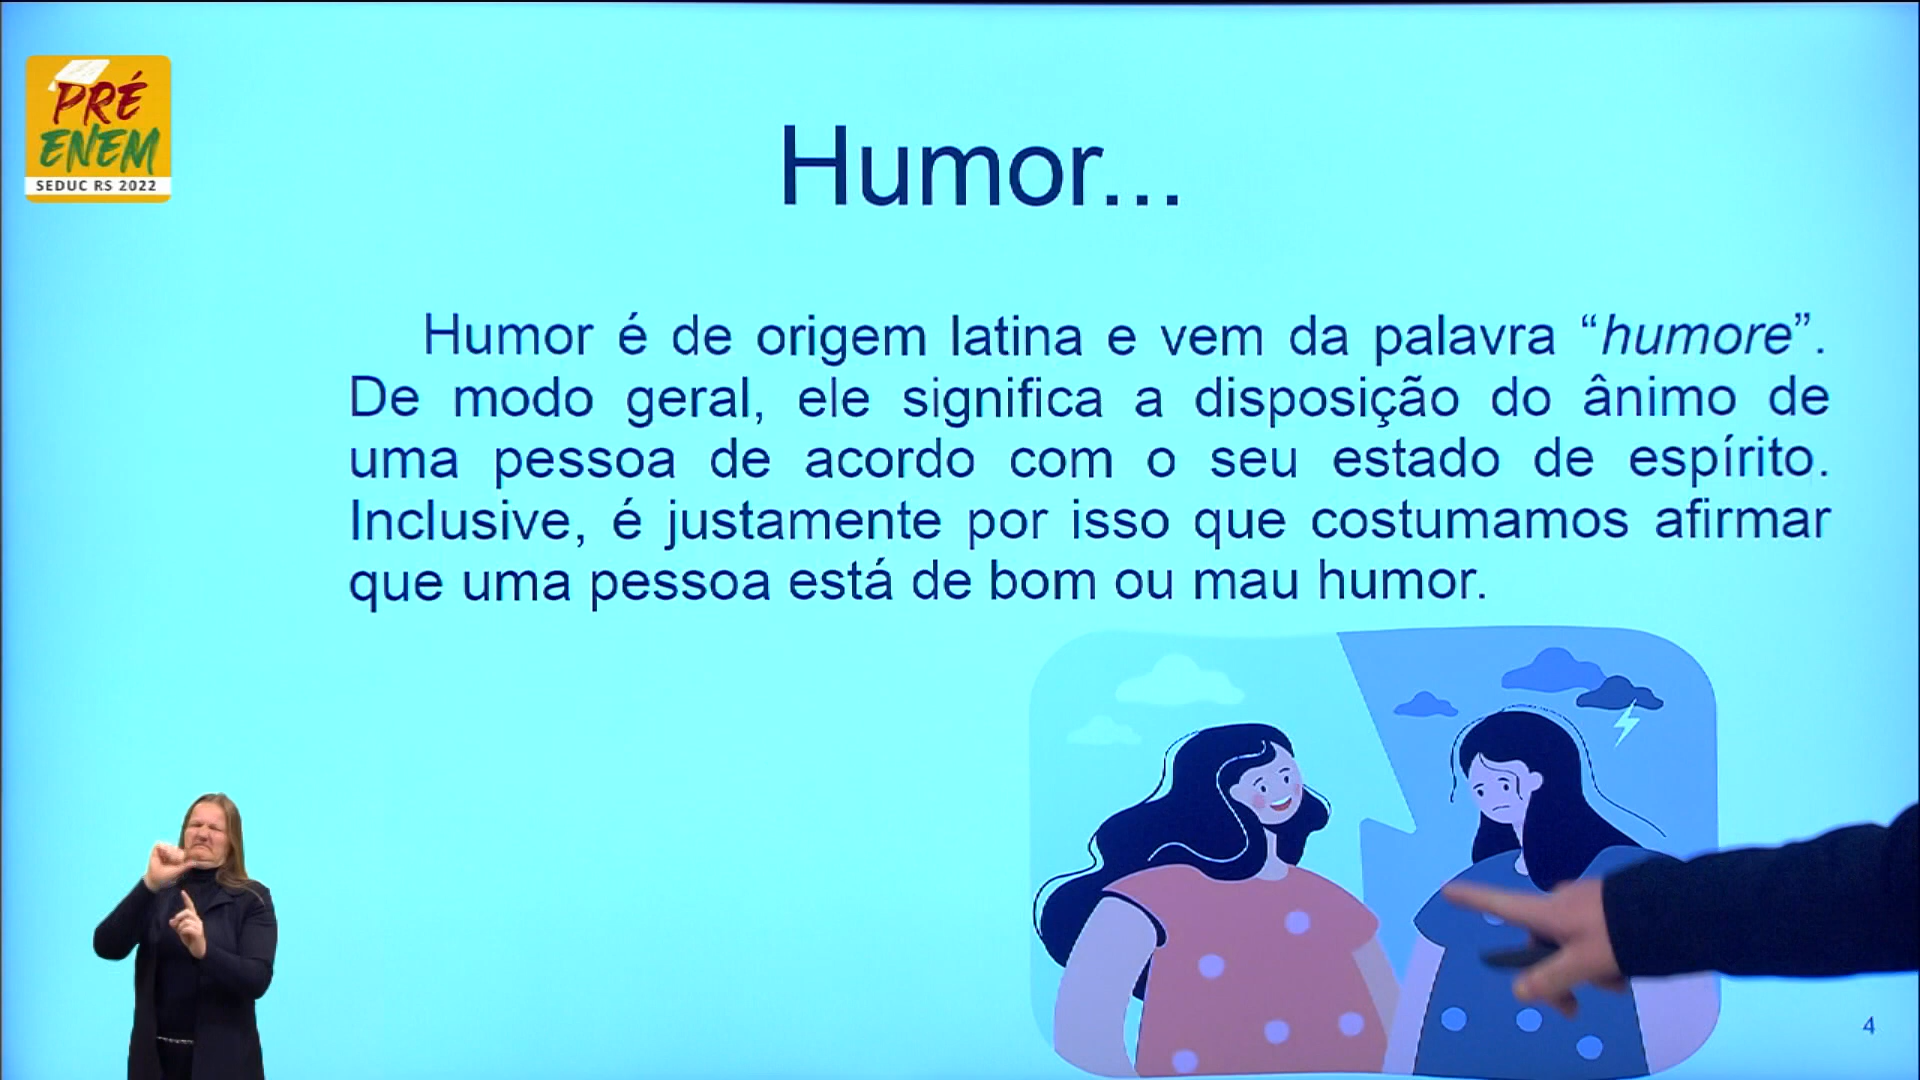 PRÉ
ENEM
SEDUC RS 2022
Humor...
Humor é de origem latina e vem da palavra “humore”.
De modo geral, ele significa a disposição do ânimo de
uma pessoa de acordo com o seu estado de espírito.
Inclusive, é justamente por isso que costumamos afirmar
que uma pessoa está de bom ou mau humor.
4